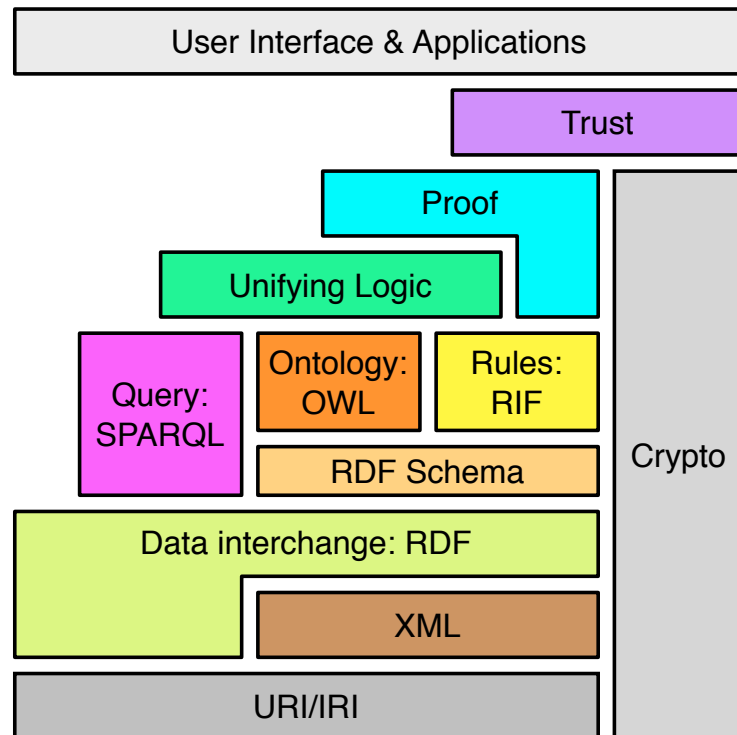 User Interface & Applications
Trust
Proof
Unifying Logic
Query:
SPARQL
Ontology:
OWL
Rules:
RIF
RDF Schema
Crypto
Data interchange: RDF
XML
URI/IRI